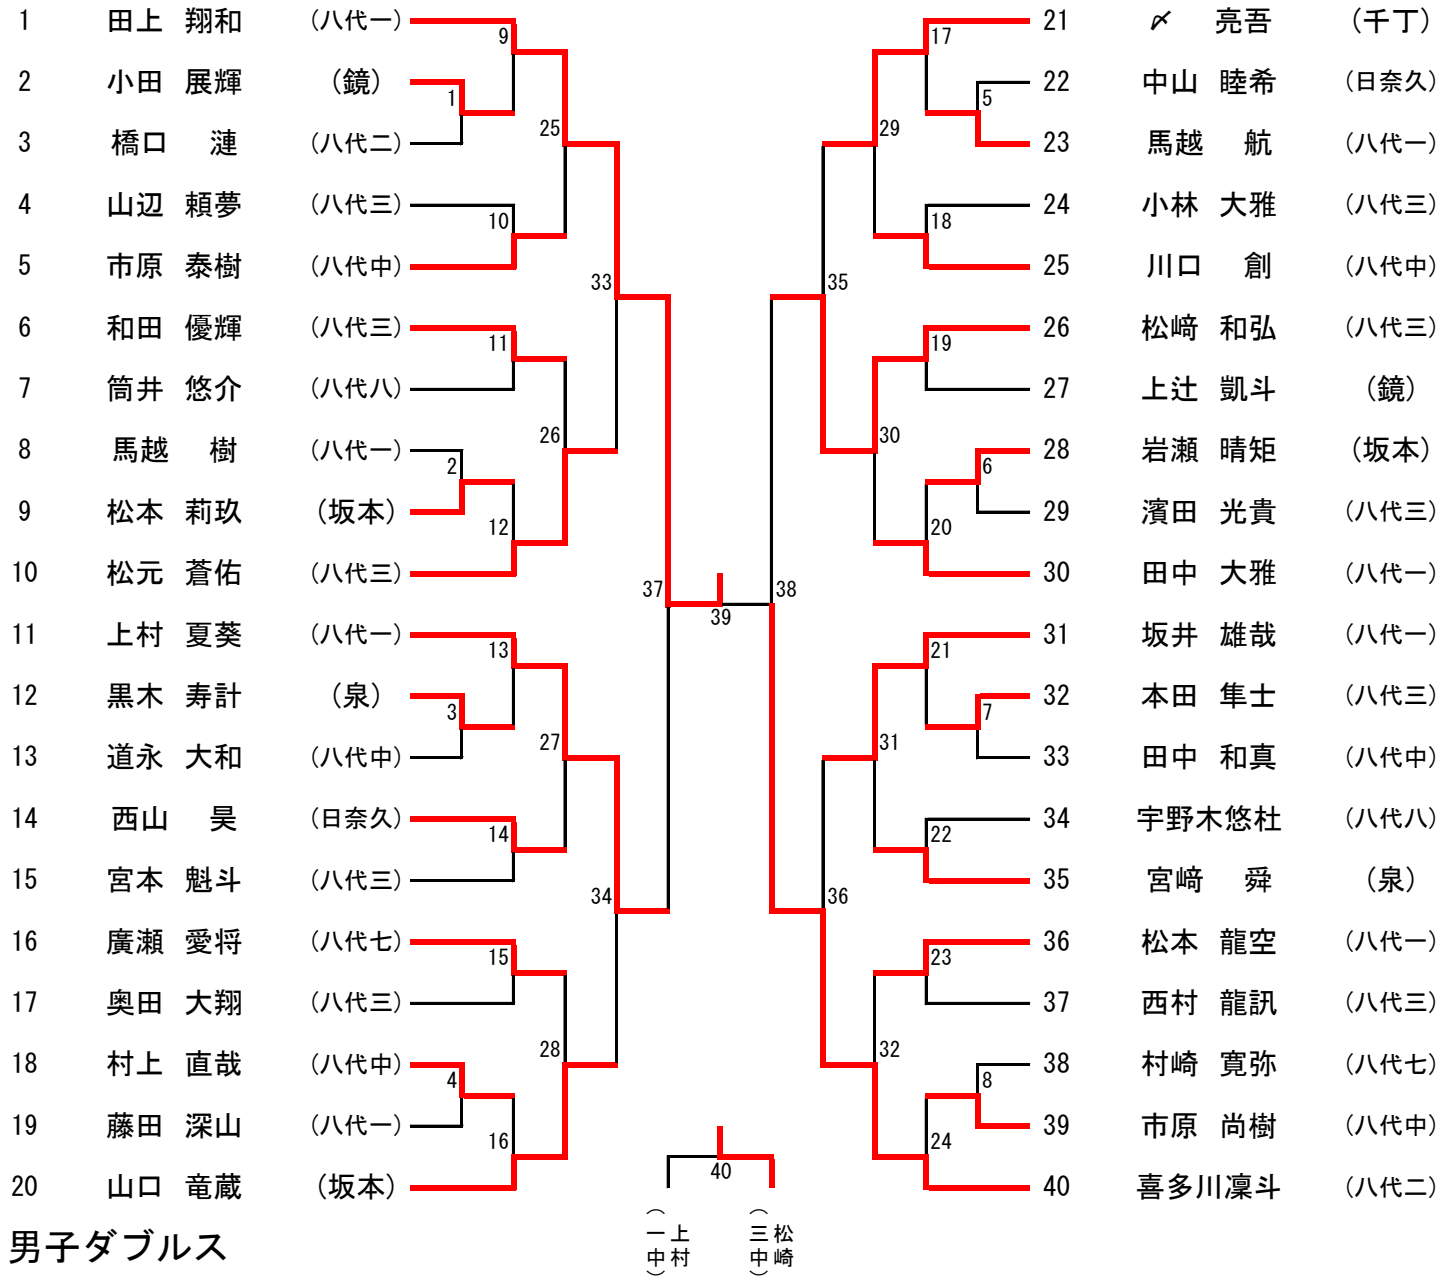 1 田上 翔和 (八代一)
2 小田 展輝 (鏡)
3 橋口 漣 (八代二)
4 山辺 頼夢 (八代三)
5 市原 泰樹 (八代中)
6 和田 優輝 (八代三)
7 筒井 悠介 (八代八)
8 馬越 樹 (八代一)
9 松本 莉玖 (坂本)
10 松元 蒼佑 (八代三)
11 上村 夏葵 (八代一)
12 黒木 寿計 (泉)
13 道永 大和 (八代中)
14 西山 昊 (日奈久)
15 宮本 魁斗 (八代三)
16 廣瀬 愛将 (八代七)
17 奥田 大翔 (八代三)
18 村上 直哉 (八代中)
19 藤田 深山 (八代一)
20 山口 竜蔵 (坂本)
9
1
25
10
33
11
26
2
12
37
13
3
27
14
34
15
28
4
16
39
40
17
5
29
18
35
19
30
6
20
38
21
7
31
22
36
23
32
8
24
21 〆 亮吾 (千丁)
22 中山 睦希 (日奈久)
23 馬越 航 (八代一)
24 小林 大雅 (八代三)
25 川口 創 (八代中)
26 松﨑 和弘 (八代三)
27 上辻 凱斗 (鏡)
28 岩瀬 晴矩 (坂本)
29 濱田 光貴 (八代三)
30 田中 大雅 (八代一)
31 坂井 雄哉 (八代一)
32 本田 隼士 (八代三)
33 田中 和真 (八代中)
34 宇野木悠杜 (八代八)
35 宮﨑 舜 (泉)
36 松本 龍空 (八代一)
37 西村 龍訊 (八代三)
38 村崎 寛弥 (八代七)
39 市原 尚樹 (八代中)
40 喜多川凜斗 (八代二)
上村
(一中)
松崎
(三中)
男子ダブルス